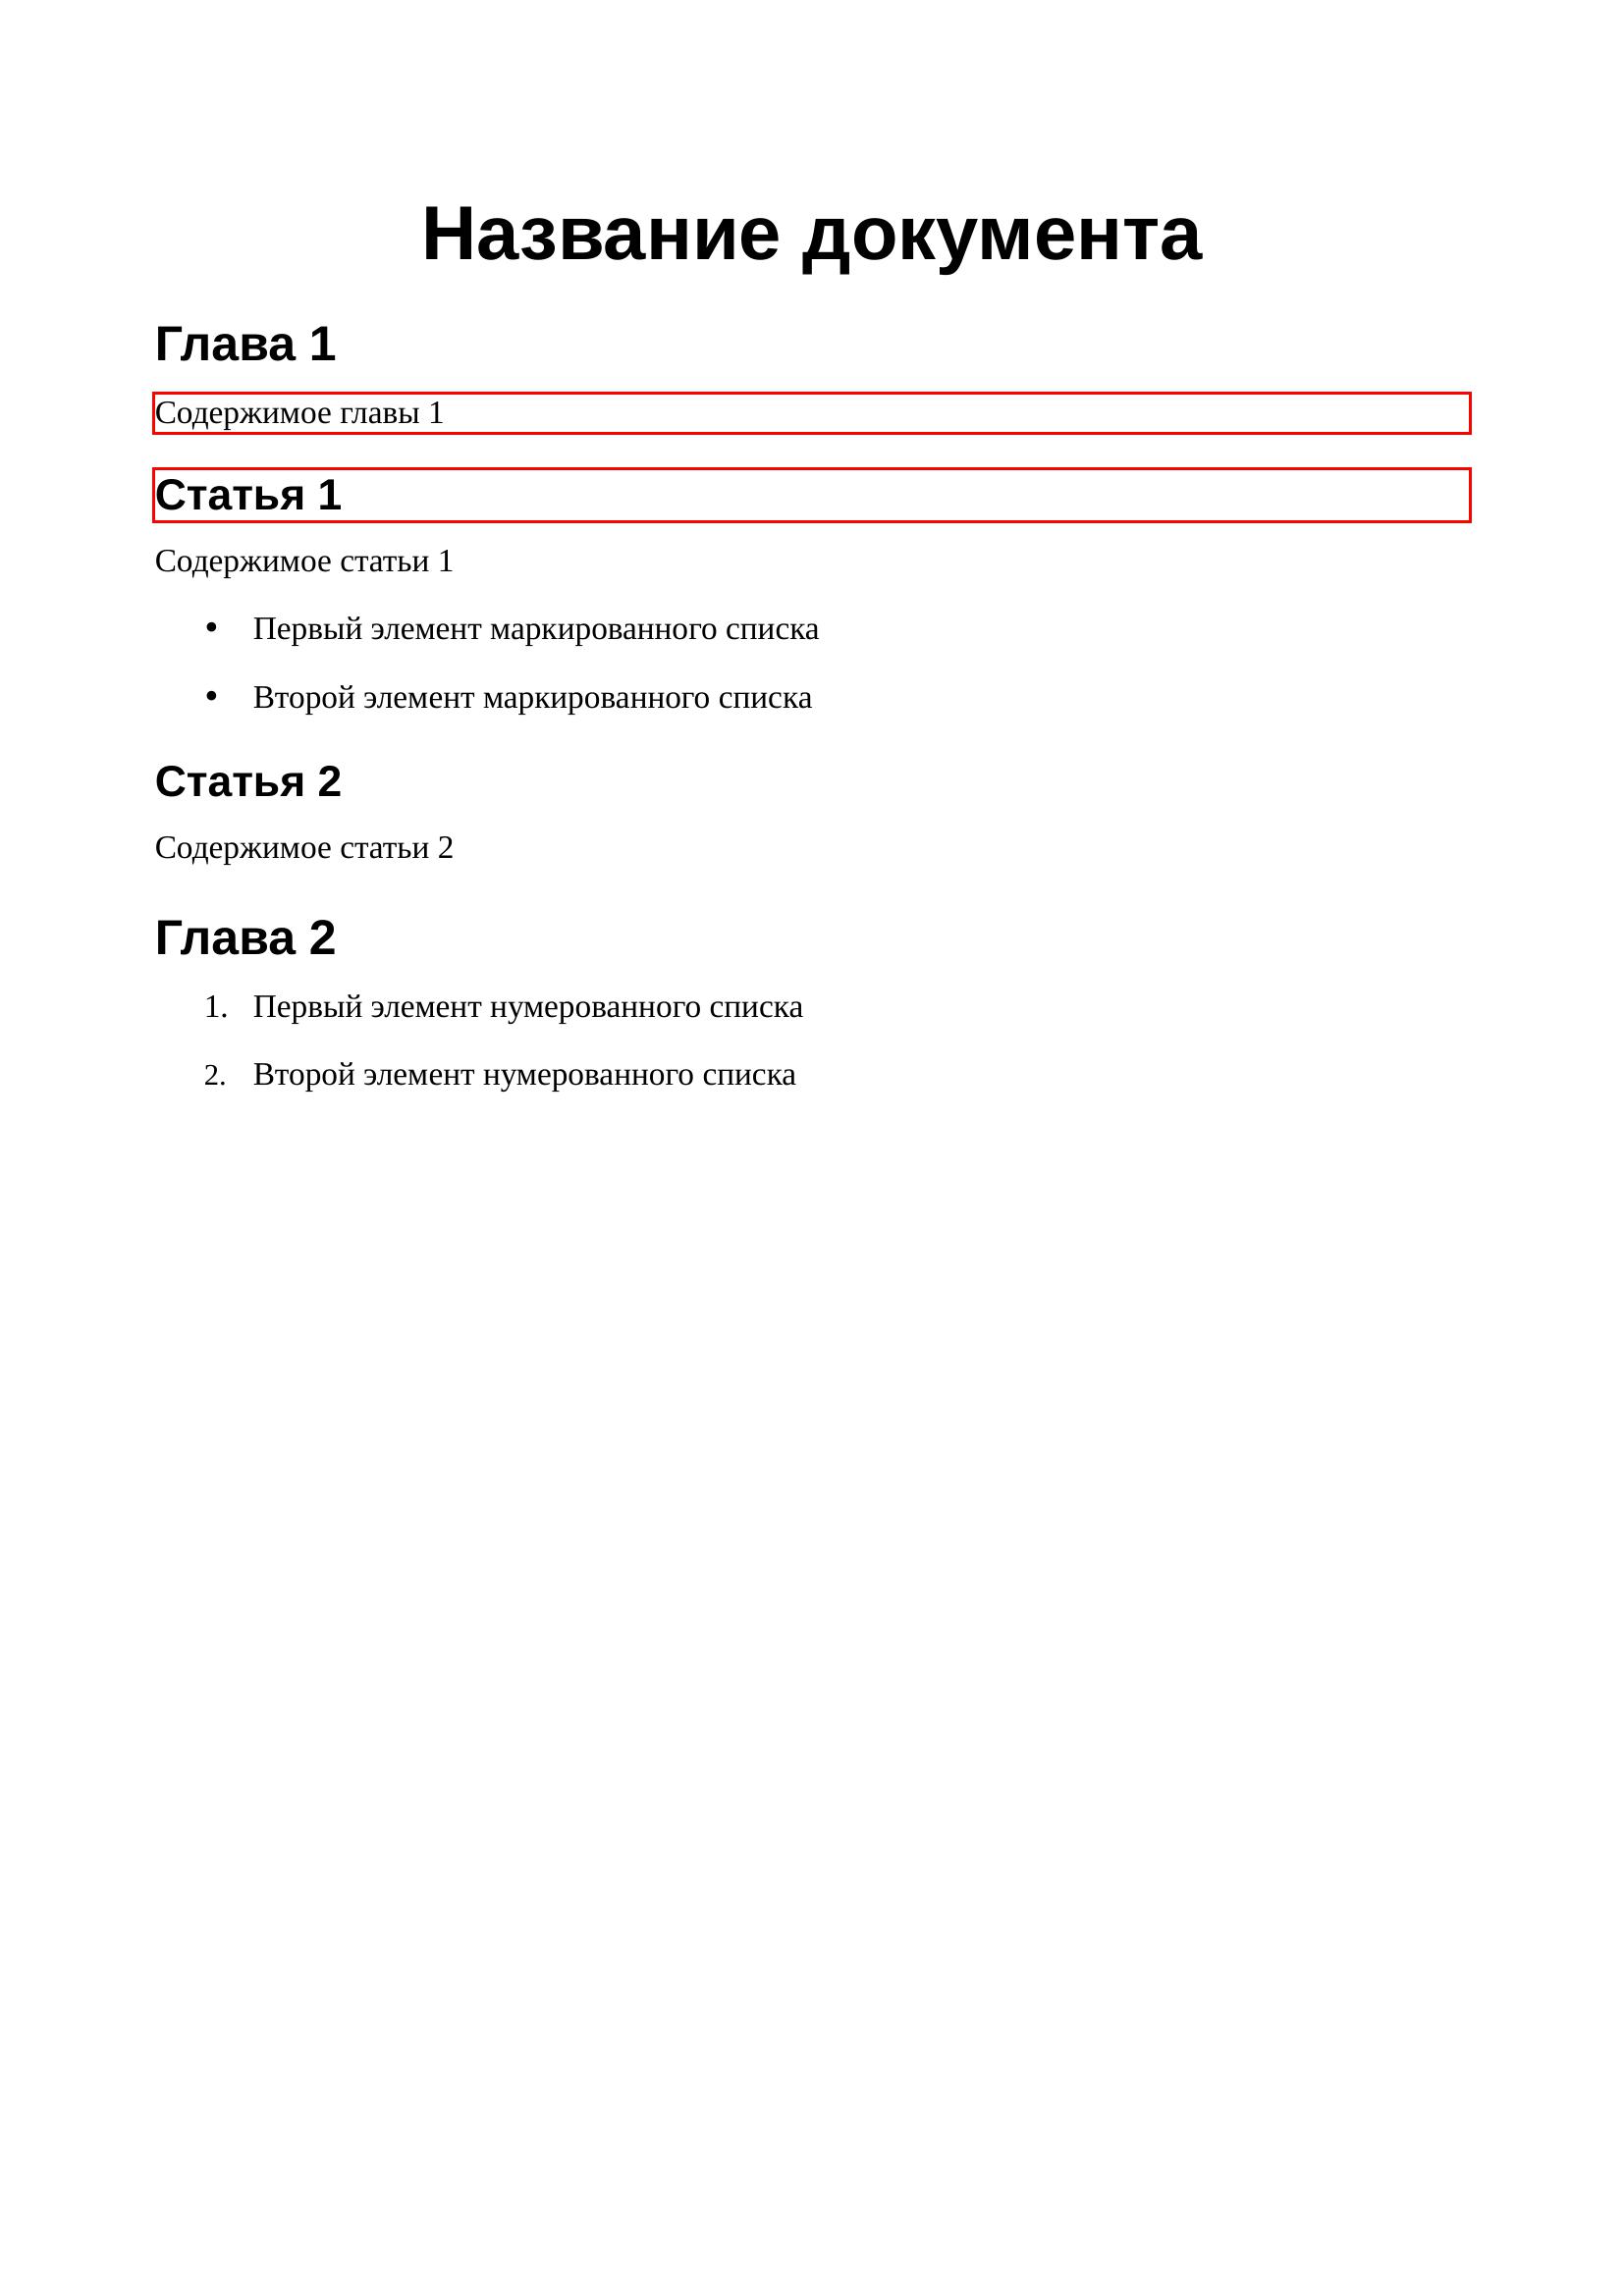 Название документа
Глава 1
Содержимое главы 1
Статья 1
Содержимое статьи 1
• Первый элемент маркированного списка
• Второй элемент маркированного списка
Статья 2
Содержимое статьи 2
Глава 2
1. Первый элемент нумерованного списка
2. Второй элемент нумерованного списка